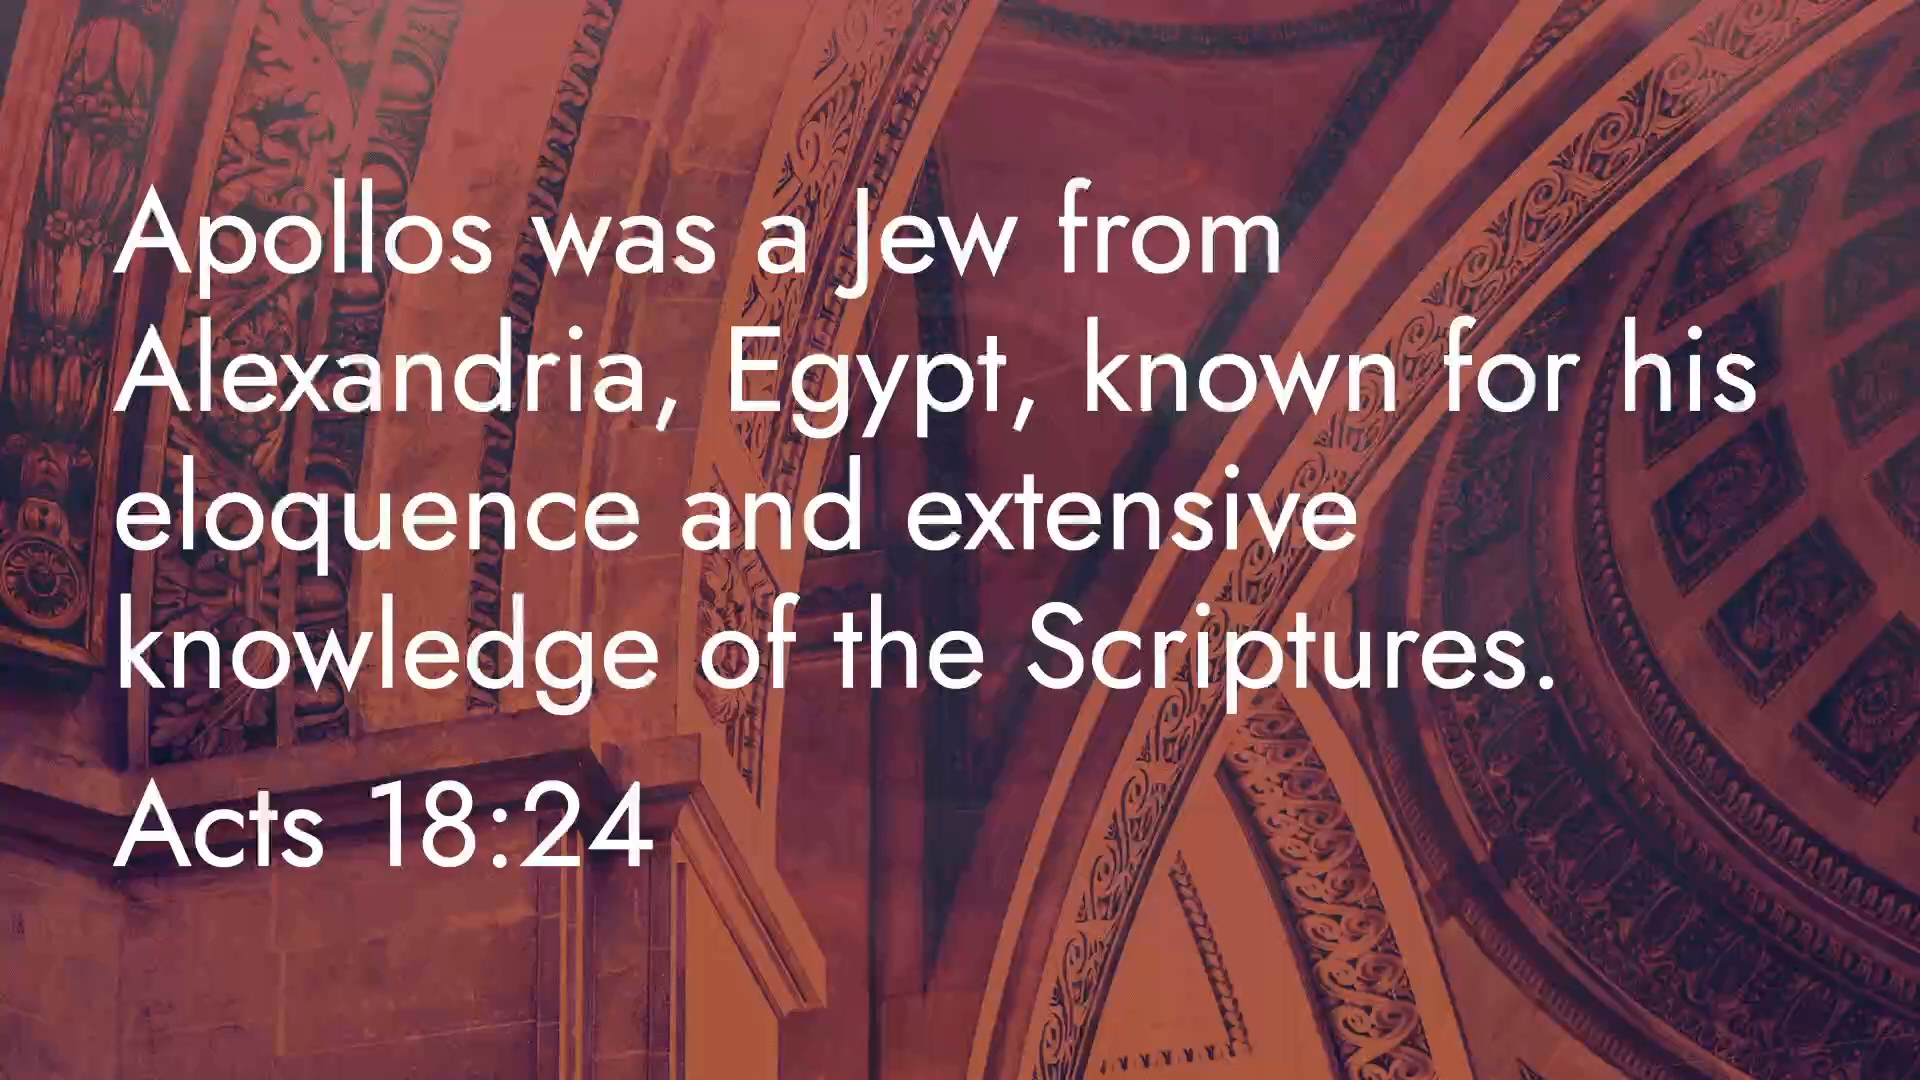 Apollos was a Jew from
Alexandria, Egypt, known for his
eloquence and extensive
knowledge of the Scriptures.
Acts 18:24